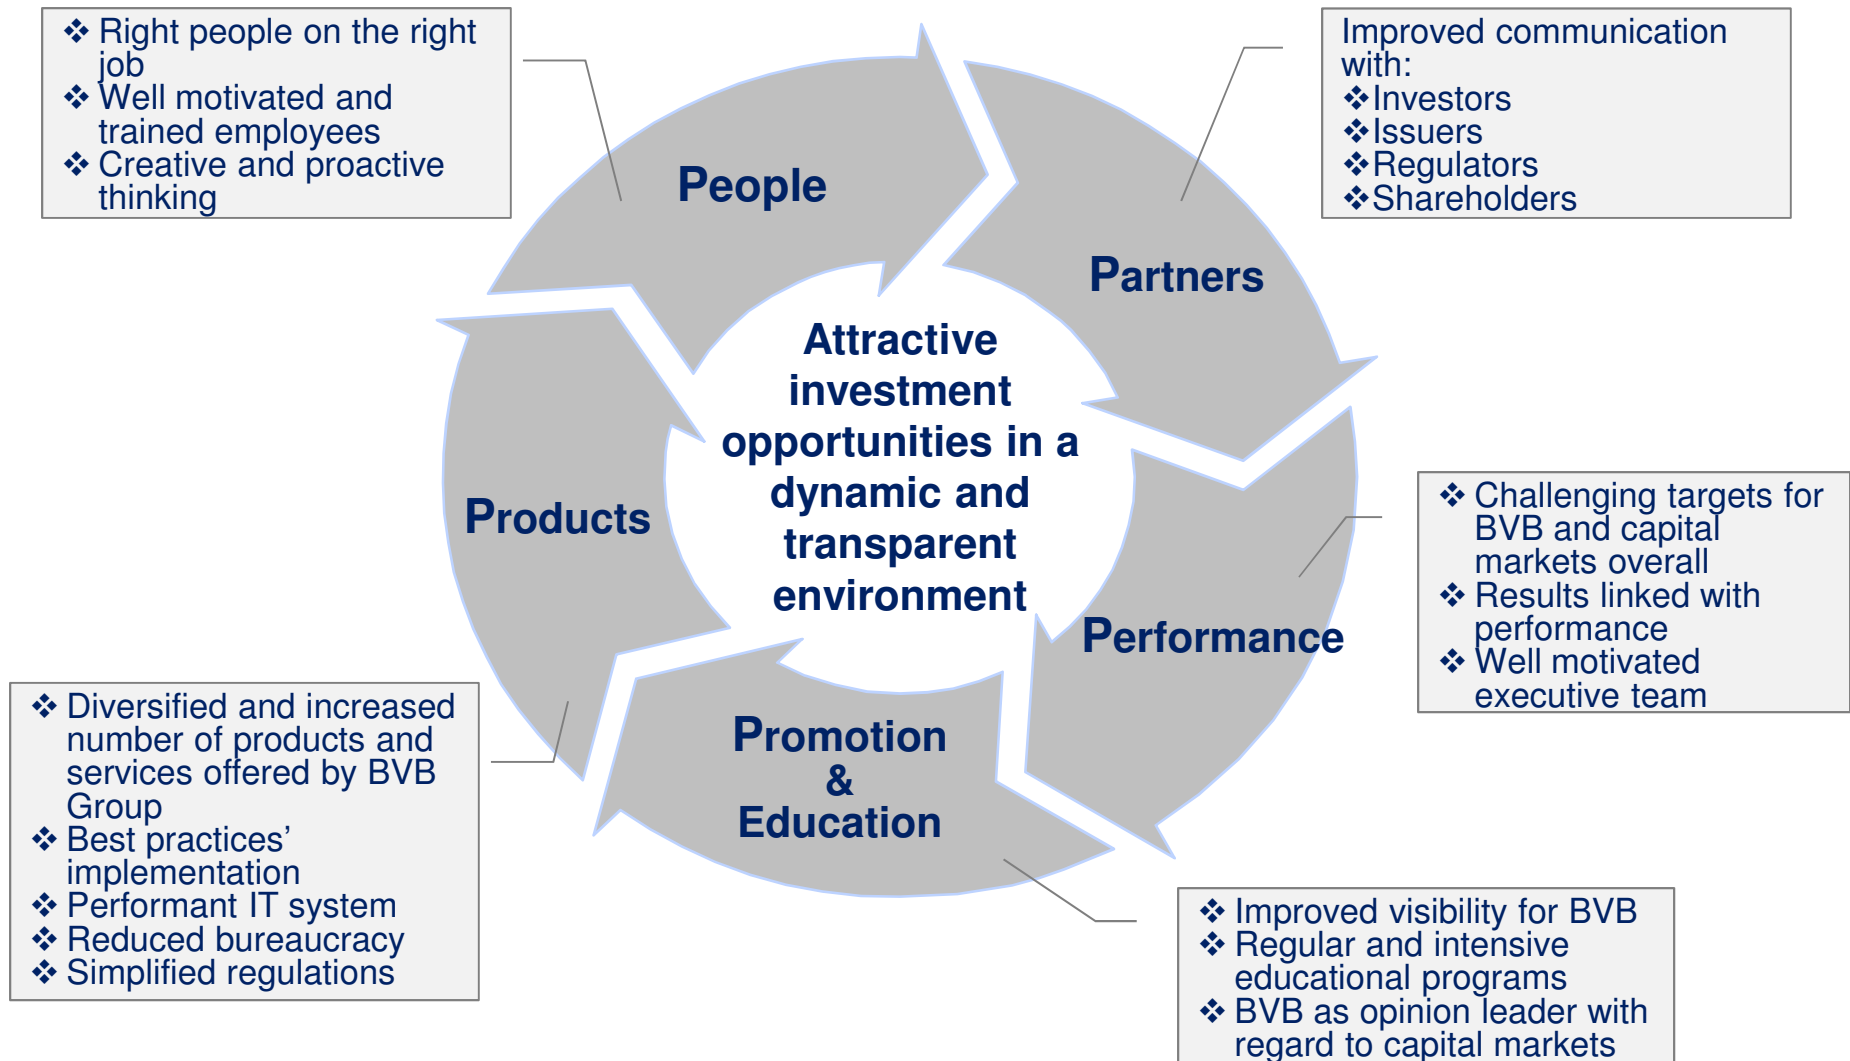 ❖ Right people on the right
job
❖ Well motivated and
trained employees
❖ Creative and proactive
thinking
Improved communication
with:
❖Investors
❖Issuers
❖Regulators
❖Shareholders
People
Partners
Attractive
investment
opportunities in a
dynamic and
transparent
environment
Products
Performance
Promotion
&
Education
❖ Challenging targets for
BVB and capital
markets overall
❖ Results linked with
performance
❖ Well motivated
executive team
❖ Diversified and increased
number of products and
services offered by BVB
Group
❖ Best practices’
implementation
❖ Performant IT system
❖ Reduced bureaucracy
❖ Simplified regulations
❖ Improved visibility for BVB
❖ Regular and intensive
educational programs
❖ BVB as opinion leader with
regard to capital markets